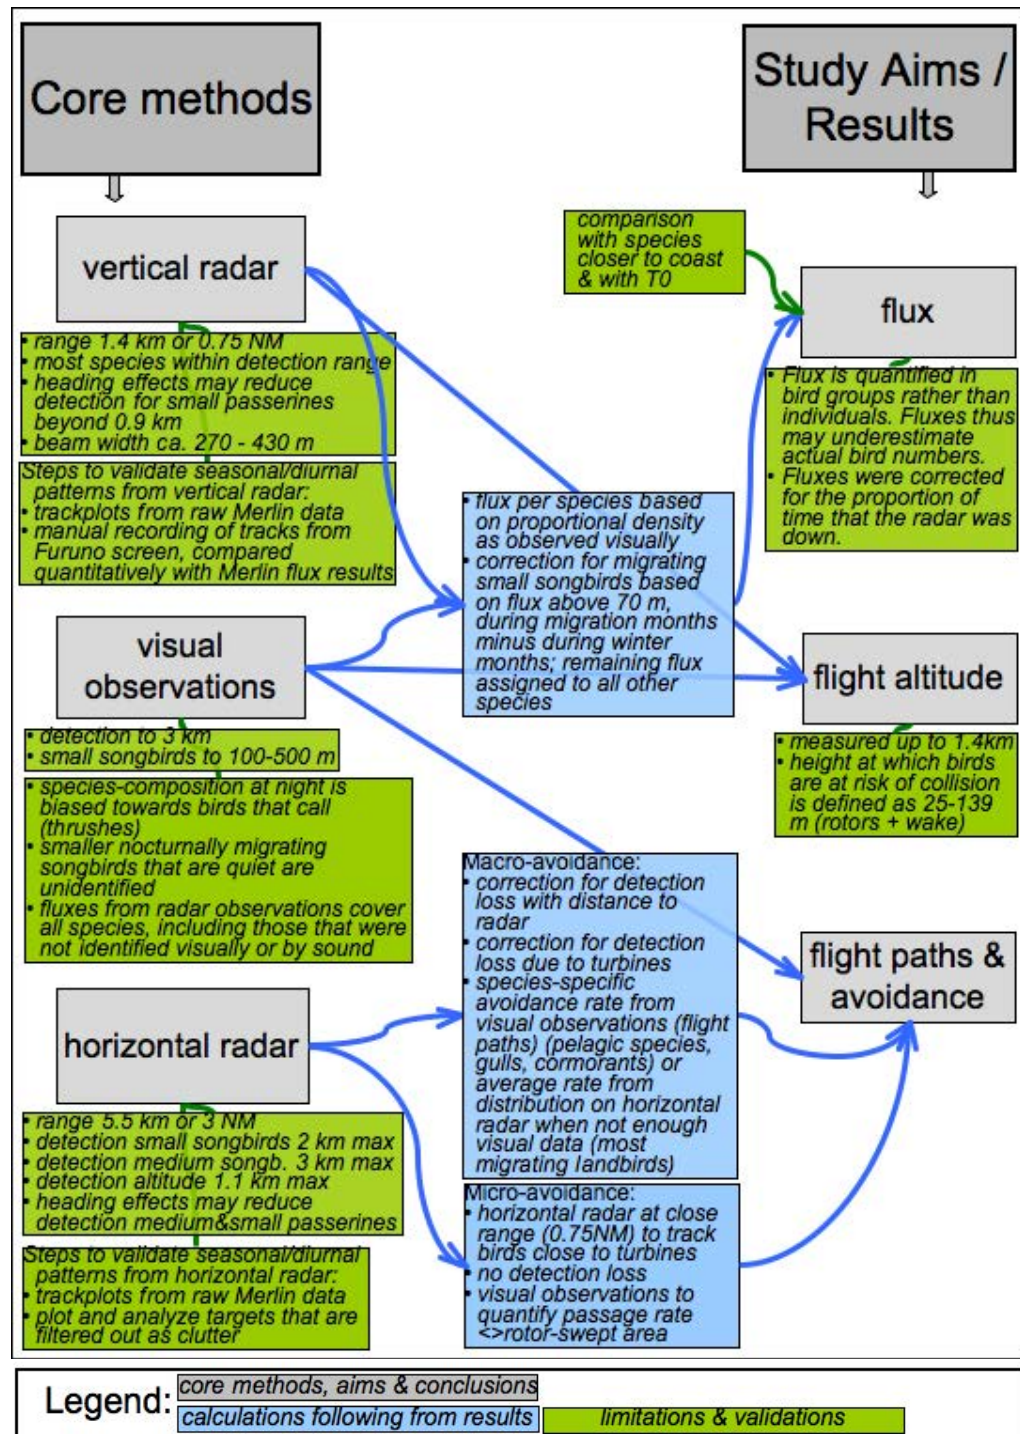 Core methods
Study Aims /
Results
vertical radar
• range 1.4 km or 0.75 NM
• most species within detection range
• heading effects may reduce
detection for small passerines
beyond 0.9 km
• beam width ca. 270 - 430 m
Steps to validate seasonal/diurnal
patterns from vertical radar:
• trackplots from raw Merlin data
• manual recording of tracks from
Furuno screen, compared
quantitatively with Merlin flux results
visual
observations
• detection to 3 km
• small songbirds to 100-500 m
• species-composition at night is
biased towards birds that call
(thrushes)
• smaller nocturnally migrating
songbirds that are quiet are
unidentified
• fluxes from radar observations cover
all species, including those that were
not identified visually or by sound
horizontal radar
• range 5.5 km or 3 NM
• detection small songbirds 2 km max
• detection medium songb. 3 km max
• detection altitude 1.1 km max
• heading effects may reduce
detection medium&small passerines
Steps to validate seasonal/diurnal
patterns from horizontal radar:
• trackplots from raw Merlin data
• plot and analyze targets that are
filtered out as clutter
• flux per species based
on proportional density
as observed visually
• correction for migrating
small songbirds based
on flux above 70 m,
during migration months
minus during winter
months; remaining flux
assigned to all other
species
Macro-avoidance:
• correction for detection
loss with distance to
radar
• correction for detection
loss due to turbines
• species-specific
avoidance rate from
visual observations (flight
paths) (pelagic species,
gulls, cormorants) or
average rate from
distribution on horizontal
radar when not enough
visual data (most
migrating landbirds)
Micro-avoidance:
• horizontal radar at close
range (0.75NM) to track
birds close to turbines
• no detection loss
• visual observations to
quantify passage rate
<>rotor-swept area
comparison
with species
closer to coast
& with T0
flux
• Flux is quantified in
bird groups rather than
individuals. Fluxes thus
may underestimate
actual bird numbers.
• Fluxes were corrected
for the proportion of
time that the radar was
down.
flight altitude
• measured up to 1.4km
• height at which birds
are at risk of collision
is defined as 25-139
m (rotors + wake)
flight paths &
avoidance
Legend:
core methods, aims & conclusions
calculations following from results
limitations & validations